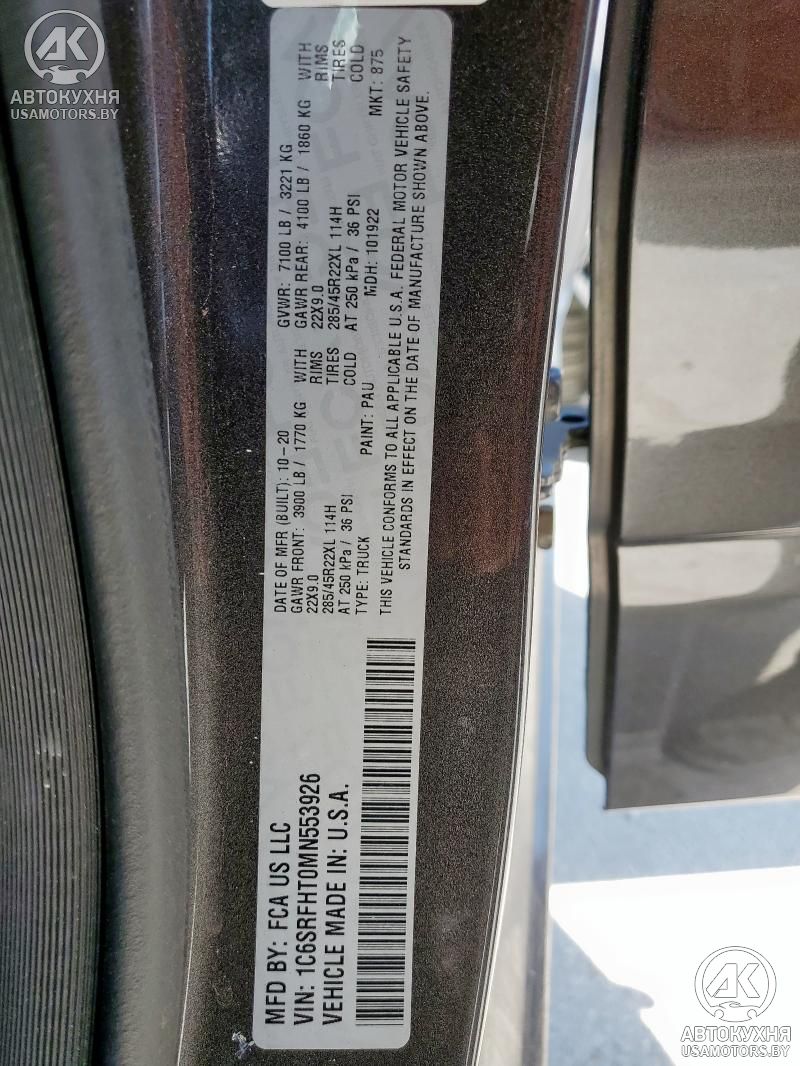 АК
АВТОКУХНЯ
USAMOTORS.BY
MFD BY: FCA US LLC
VIN: 1C6SRFHT0MN553926
VEHICLE MADE IN: U.S.A.
DATE OF MFR (BUILT): 10-20 GVWR: 7100 LB / 3221 KG
GAWR FRONT: 3900 LB / 1770 KG WITH GAWR REAR: 4100 LB / 1860 KG WITH
22X9.0 RIMS 22X9.0 RIMS
285/45R22XL 114H TIRES 285/45R22XL 114H TIRES
AT 250 kPa / 36 PSI COLD AT 250 kPa / 36 PSI COLD
TYPE: TRUCK PAINT: PAU MDH: 101922 MKT: 875
THIS VEHICLE CONFORMS TO ALL APPLICABLE U.S.A. FEDERAL MOTOR VEHICLE SAFETY
STANDARDS IN EFFECT ON THE DATE OF MANUFACTURE SHOWN ABOVE.
АК
АВТОКУХНЯ
USAMOTORS.BY